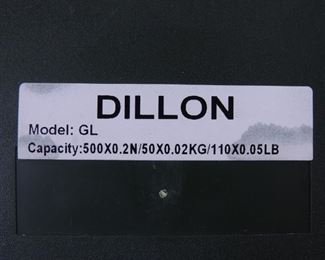 DILLON
Model: GL
Capacity:500X0.2N/50X0.02KG/110X0.05LB